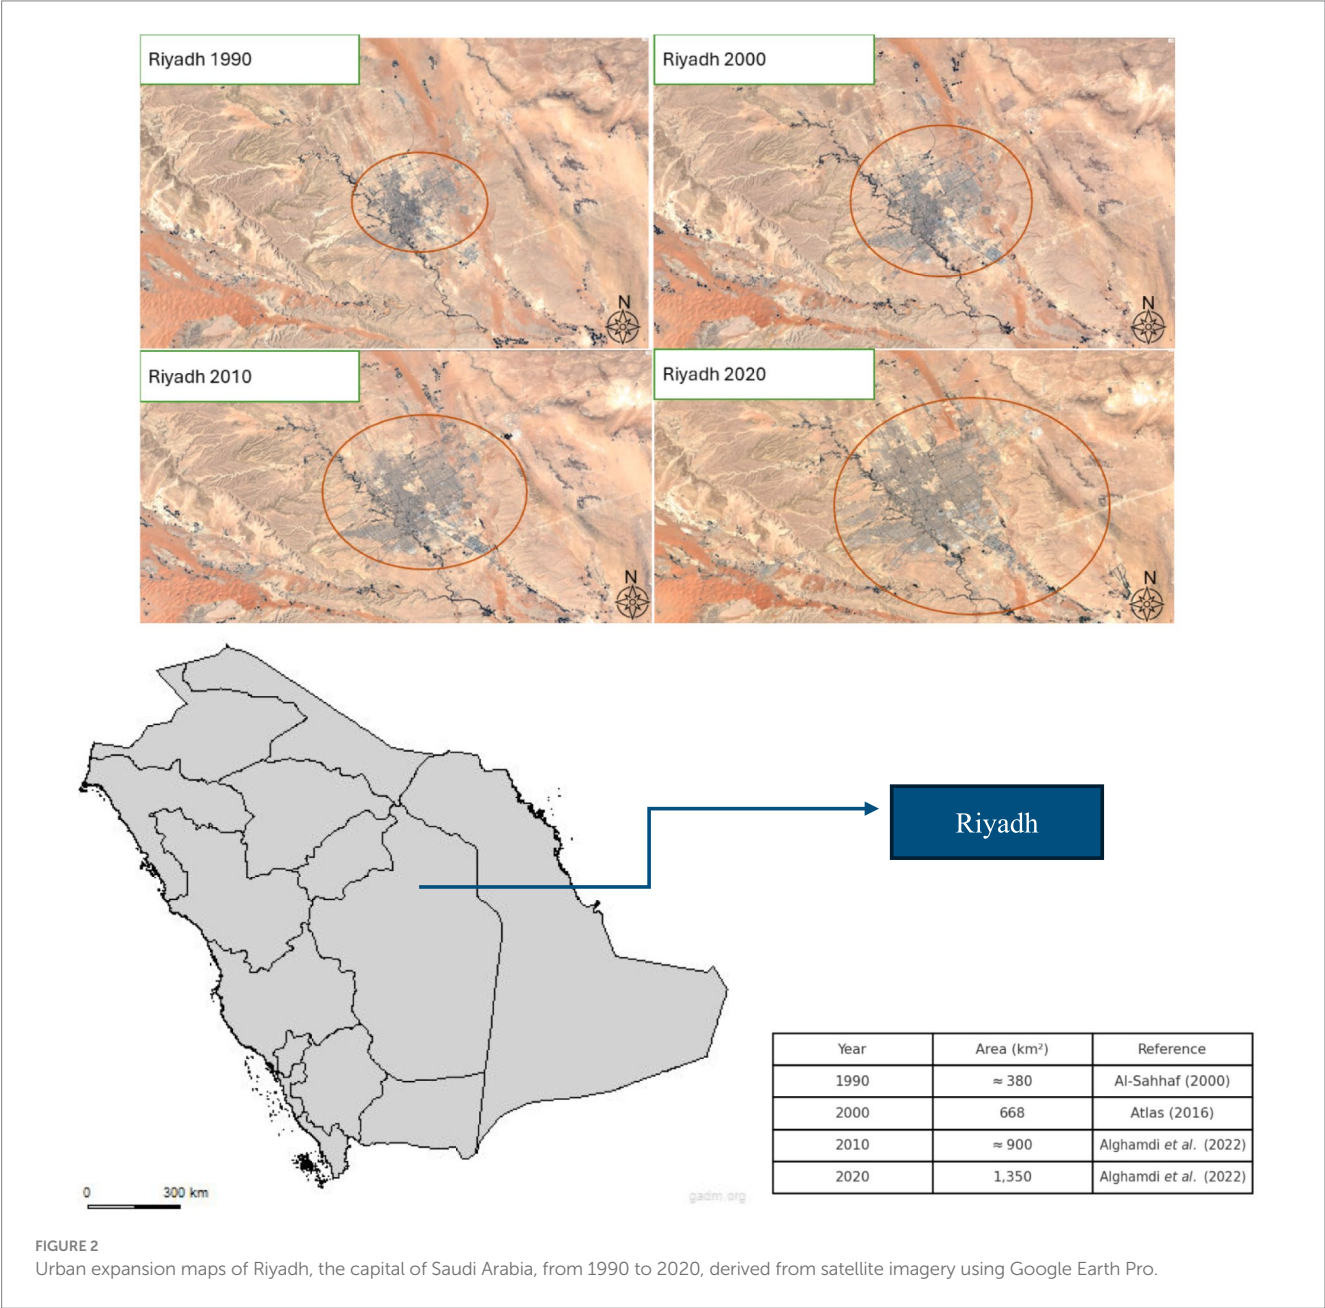 Riyadh 1990
Riyadh 2000
N
N
Riyadh 2010
Riyadh 2020
N
N
Riyadh
Year Area (km²) Reference
1990 ≈ 380 Al-Sahhaf (2000)
2000 668 Atlas (2016)
2010 ≈ 900 Alghamdi et al. (2022)
2020 1,350 Alghamdi et al. (2022)
0 300 km
gadm.org
FIGURE 2
Urban expansion maps of Riyadh, the capital of Saudi Arabia, from 1990 to 2020, derived from satellite imagery using Google Earth Pro.